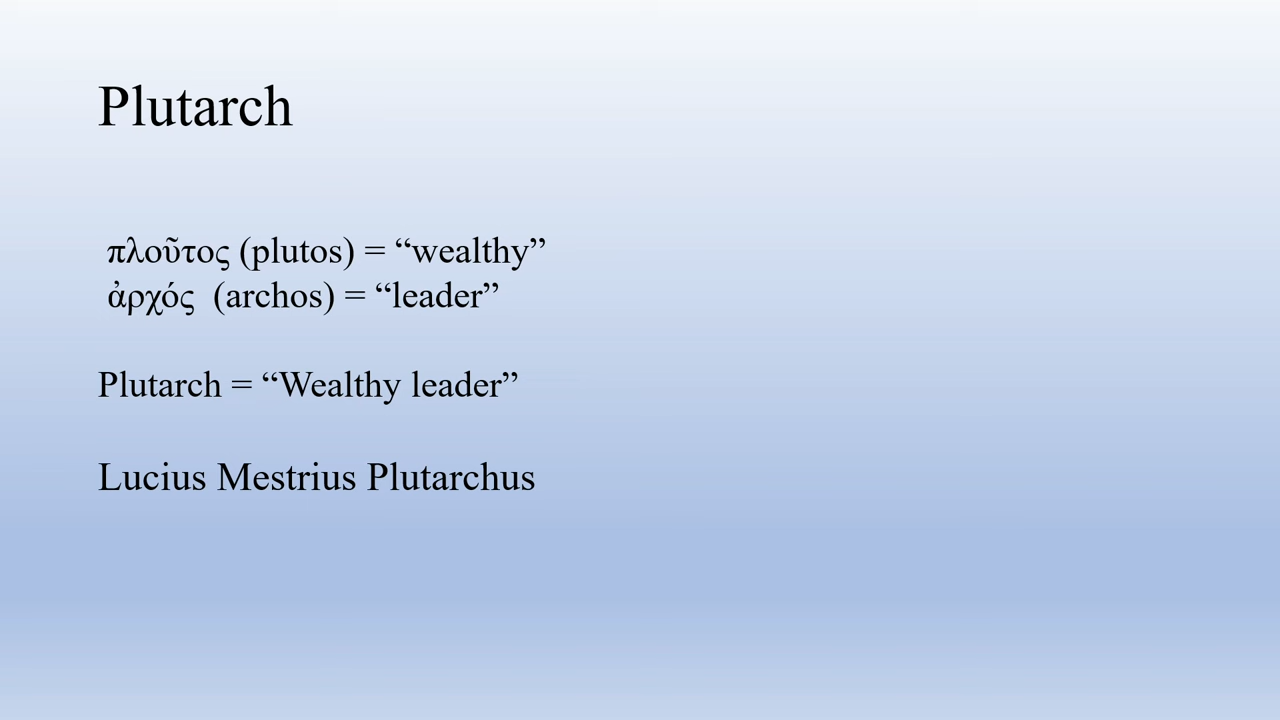 Plutarch
πλοῦτος (plutos) = “wealthy”
ἀρχός (archos) = “leader”
Plutarch = “Wealthy leader”
Lucius Mestrius Plutarchus